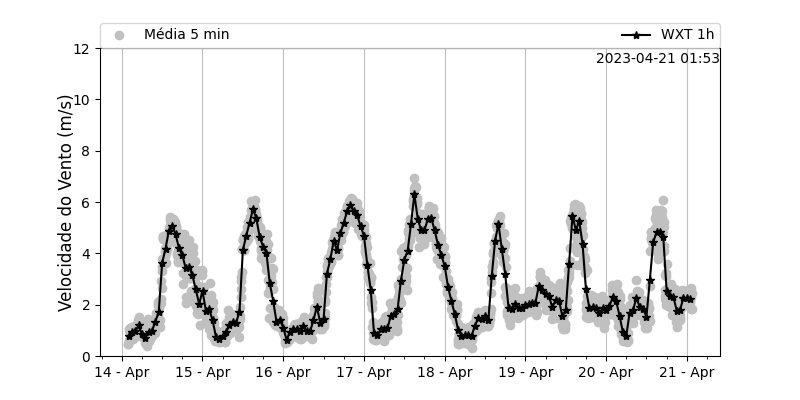 Média 5 min
WXT 1h
2023-04-21 01:53
Velocidade do Vento (m/s)
12
10
8
6
4
2
0
14 - Apr
15 - Apr
16 - Apr
17 - Apr
18 - Apr
19 - Apr
20 - Apr
21 - Apr